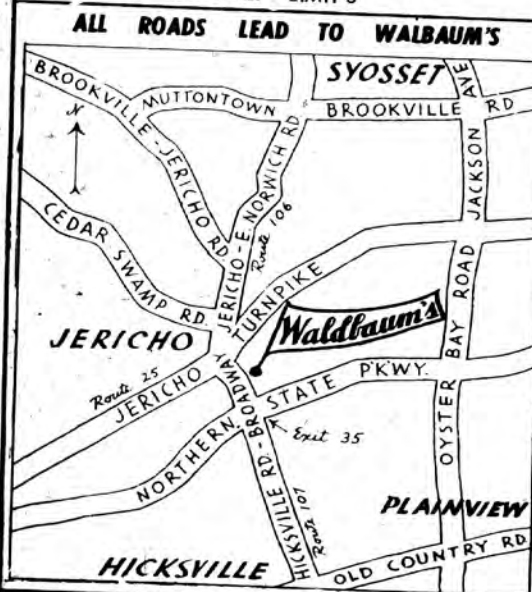 ALL ROADS LEAD TO WALBAUM'S
SYOSSET
BROOKVILLE-JERICHO RD.
MUTTONTOWN BROOKVILLE RD
N
JACKSON AVE
JERICHO-E. NORWICH RD
Route 106
CEDAR SWAMP RD.
JERICHO TURNPIKE
Waldbaum's
JERICHO
Route 25
NORTHERN STATE P'KWY.
Exit 35
OYSTER BAY ROAD
HICKSVILLE RD-BROADWAY
Route 107
PLAINVIEW
HICKSVILLE
OLD COUNTRY RD.